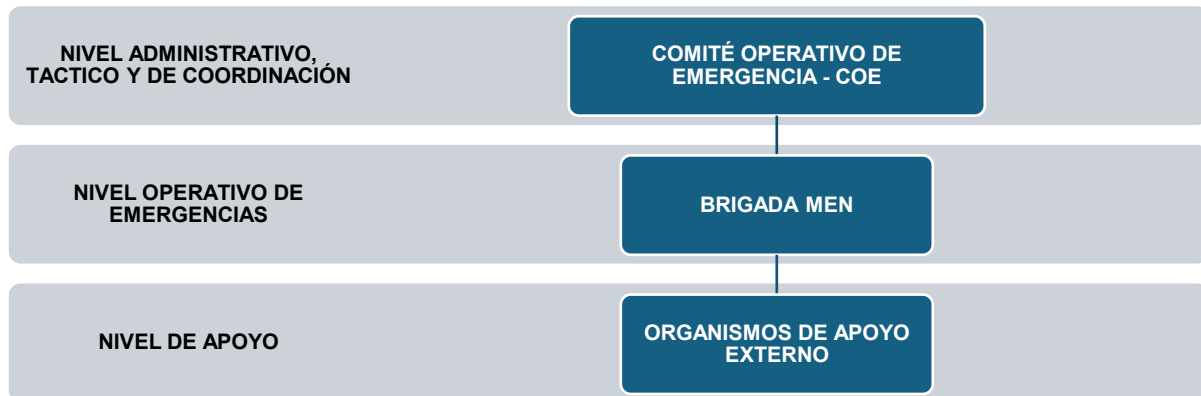 NIVEL ADMINISTRATIVO,
TACTICO Y DE COORDINACIÓN
COMITÉ OPERATIVO DE
EMERGENCIA - COE
NIVEL OPERATIVO DE
EMERGENCIAS
BRIGADA MEN
NIVEL DE APOYO
ORGANISMOS DE APOYO
EXTERNO